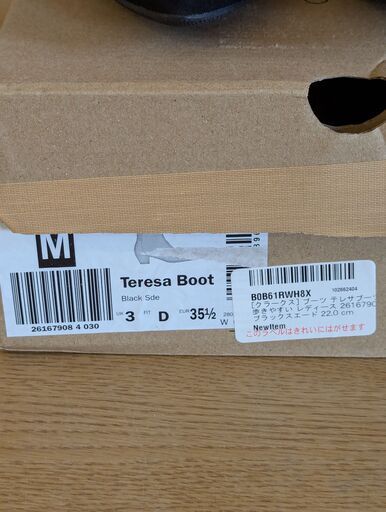 M
Teresa Boot
Black Sde
UK 3 FIT D EUR 35½
26167908 4 030
B0B61RWH8X
102662404
[クラークス] ブーツ テレサブーツ
歩きやすい レディース 2616790
ブラックスエード 22.0 cm
NewItem
このラベルはきれいにはがせます